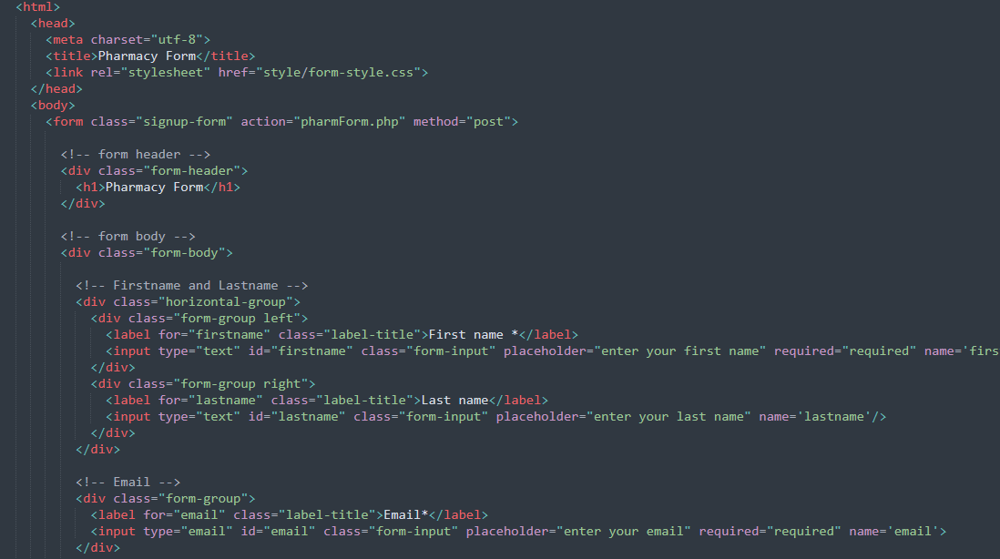 <html>
<head>
<meta charset="utf-8">
<title>Pharmacy Form</title>
<link rel="stylesheet" href="style/form-style.css">
</head>
<body>
<form class="signup-form" action="pharmForm.php" method="post">
<!-- form header -->
<div class="form-header">
<h1>Pharmacy Form</h1>
</div>
<!-- form body -->
<div class="form-body">
<!-- Firstname and Lastname -->
<div class="horizontal-group">
<div class="form-group left">
<label for="firstname" class="label-title">First name *</label>
<input type="text" id="firstname" class="form-input" placeholder="enter your first name" required="required" name='firs
</div>
<div class="form-group right">
<label for="lastname" class="label-title">Last name</label>
<input type="text" id="lastname" class="form-input" placeholder="enter your last name" name='lastname'/>
</div>
</div>
<!-- Email -->
<div class="form-group">
<label for="email" class="label-title">Email*</label>
<input type="email" id="email" class="form-input" placeholder="enter your email" required="required" name='email'>
</div>